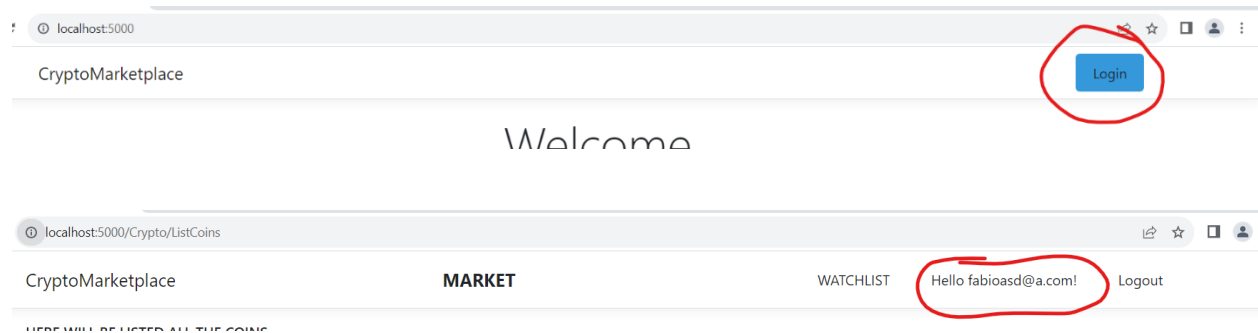 localhost:5000
CryptoMarketplace Login
Welcome
localhost:5000/Crypto/ListCoins
CryptoMarketplace MARKET WATCHLIST Hello fabioasd@a.com! Logout
HERE WILL BE LISTED ALL THE COINS